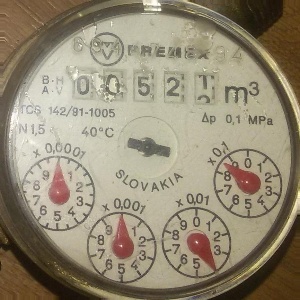 PREMEX 94
B-H
A-V
0 0 5 2 1 m³
TCS 142/91-1005 Δp 0,1 MPa
N 1,5 40°C
SLOVAKIA
x 0,0001 x 0,1
x 0,001 x 0,01